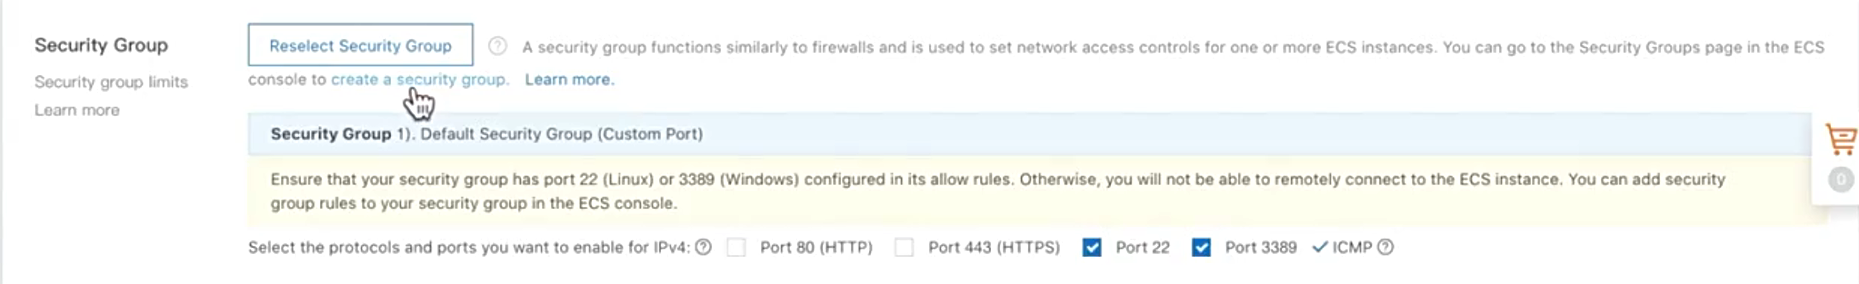 Security Group
Security group limits
Learn more
Reselect Security Group
A security group functions similarly to firewalls and is used to set network access controls for one or more ECS instances. You can go to the Security Groups page in the ECS
console to create a security group. Learn more.
Security Group 1). Default Security Group (Custom Port)
Ensure that your security group has port 22 (Linux) or 3389 (Windows) configured in its allow rules. Otherwise, you will not be able to remotely connect to the ECS instance. You can add security
group rules to your security group in the ECS console.
Select the protocols and ports you want to enable for IPv4: Port 80 (HTTP) Port 443 (HTTPS) Port 22 Port 3389 ICMP
0